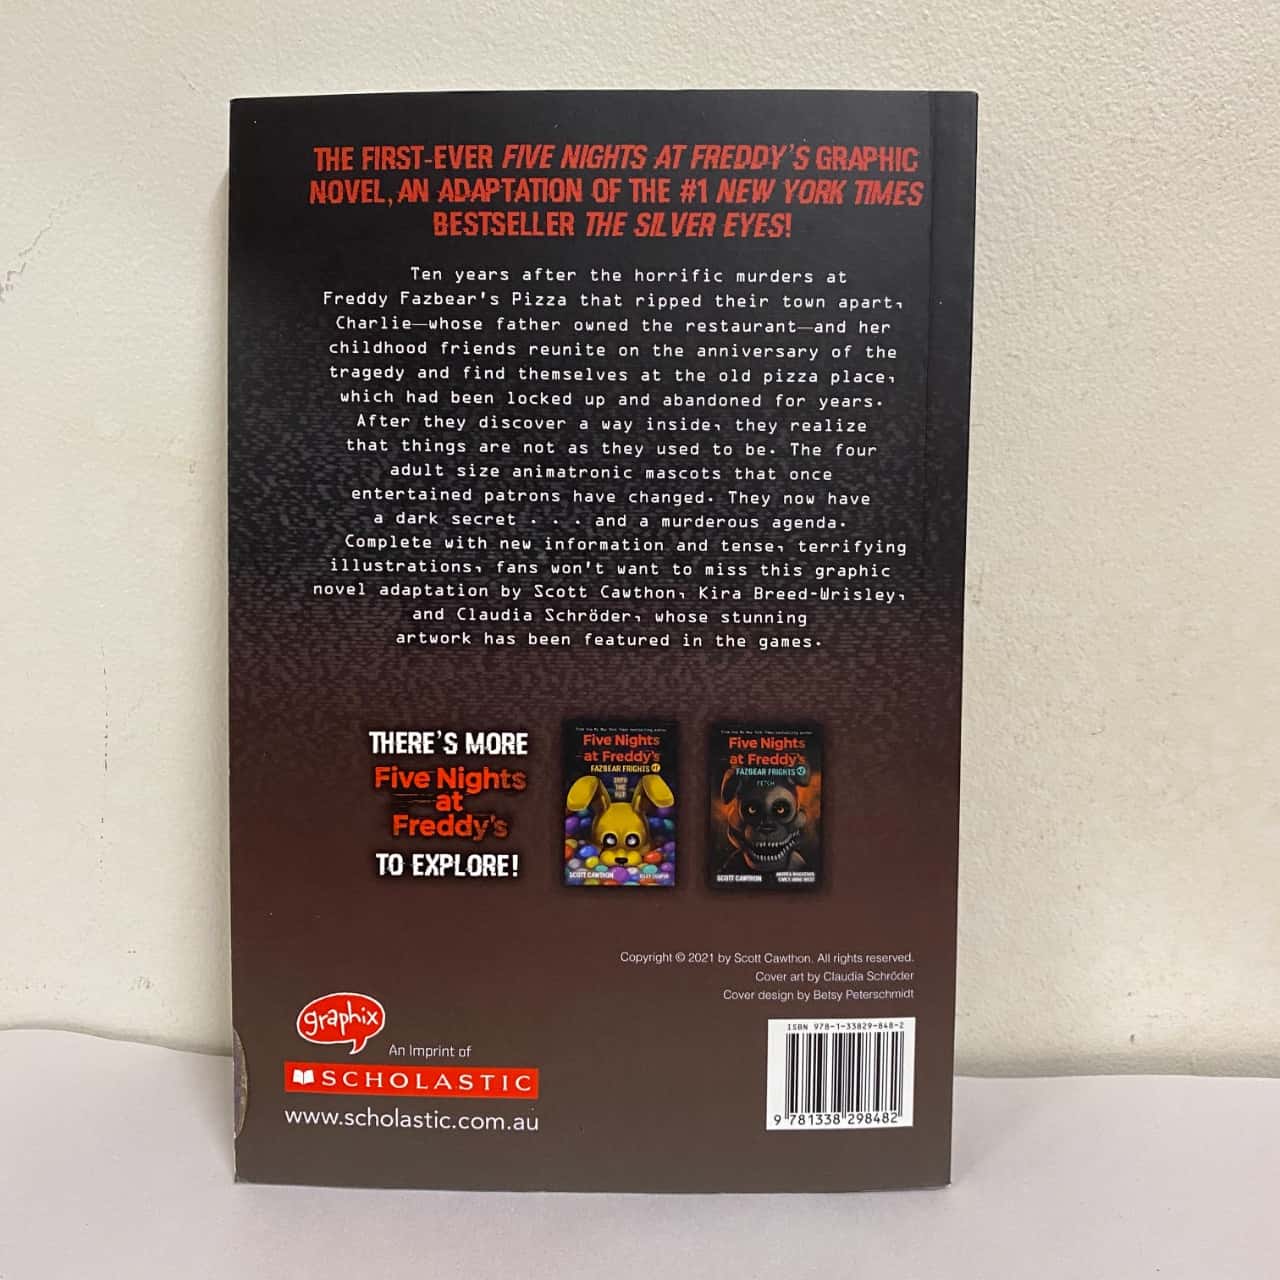 THE FIRST-EVER FIVE NIGHTS AT FREDDY'S GRAPHIC
NOVEL, AN ADAPTATION OF THE #1 NEW YORK TIMES
BESTSELLER THE SILVER EYES!
Ten years after the horrific murders at
Freddy Fazbear's Pizza that ripped their town apart,
Charlie—whose father owned the restaurant—and her
childhood friends reunite on the anniversary of the
tragedy and find themselves at the old pizza place,
which had been locked up and abandoned for years.
After they discover a way inside, they realize
that things are not as they used to be. The four
adult size animatronic mascots that once
entertained patrons have changed. They now have
a dark secret . . . and a murderous agenda.
Complete with new information and tense, terrifying
illustrations, fans won't want to miss this graphic
novel adaptation by Scott Cawthon, Kira Breed-Wrisley,
and Claudia Schröder, whose stunning
artwork has been featured in the games.
THERE'S MORE
Five Nights
at
Freddy's
TO EXPLORE!
Five Nights
at Freddy's
FAZBEAR FRIGHTS #1
INTO
THE
PIT
SCOTT CAWTHON
Five Nights
at Freddy's
FAZBEAR FRIGHTS #2
FETCH
SCOTT CAWTHON
Copyright © 2021 by Scott Cawthon. All rights reserved.
Cover art by Claudia Schröder
Cover design by Betsy Peterschmidt
graphix
An Imprint of
SCHOLASTIC
www.scholastic.com.au
ISBN 978-1-33829-848-2
9 781338 298482